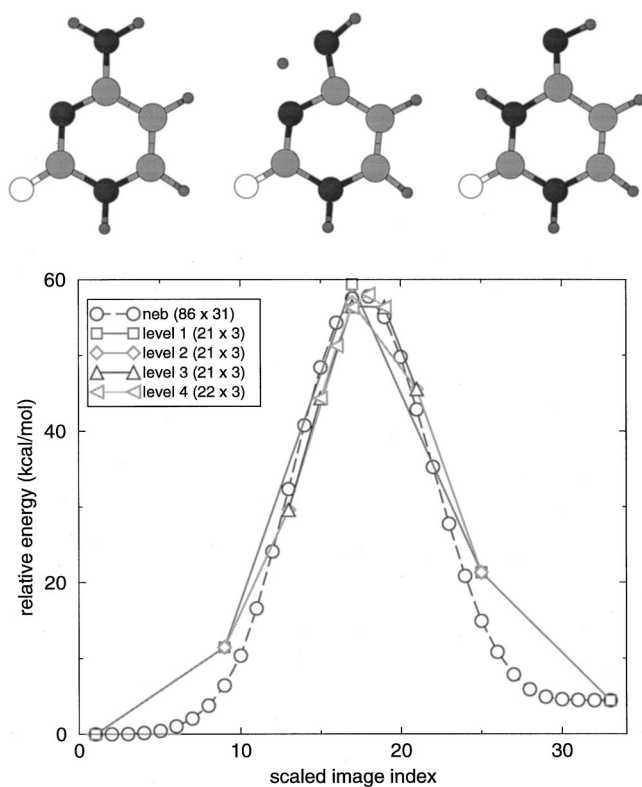 60
neb (86 x 31)
level 1 (21 x 3)
level 2 (21 x 3)
level 3 (21 x 3)
level 4 (22 x 3)
40
relative energy (kcal/mol)
20
0
0 10 20 30
scaled image index